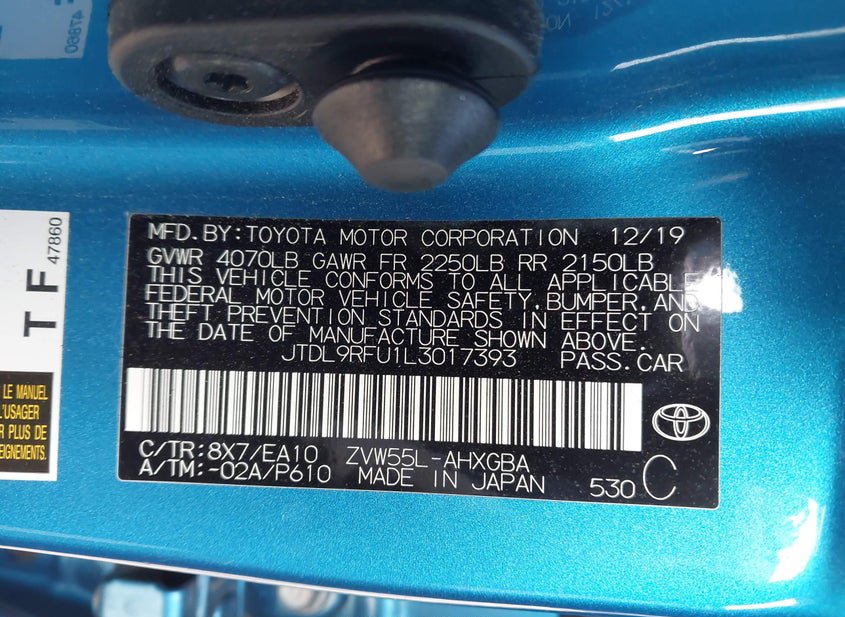 MFD.BY:TOYOTA MOTOR CORPORATION 12/19
GVWR 4070LB GAWR FR 2250LB RR 2150LB
THIS VEHICLE CONFORMS TO ALL APPLICABLE
FEDERAL MOTOR VEHICLE SAFETY,BUMPER,AND
THEFT PREVENTION STANDARDS IN EFFECT ON
THE DATE OF MANUFACTURE SHOWN ABOVE.
JTDL9RFU1L3017393 PASS.CAR
C/TR:8X7/EA10 ZVW55L-AHXGBA
A/TM:-02A/P610 MADE IN JAPAN 530 C
TF
47860
LE MANUEL
L'USAGER
R PLUS DE
EIGNEMENTS.